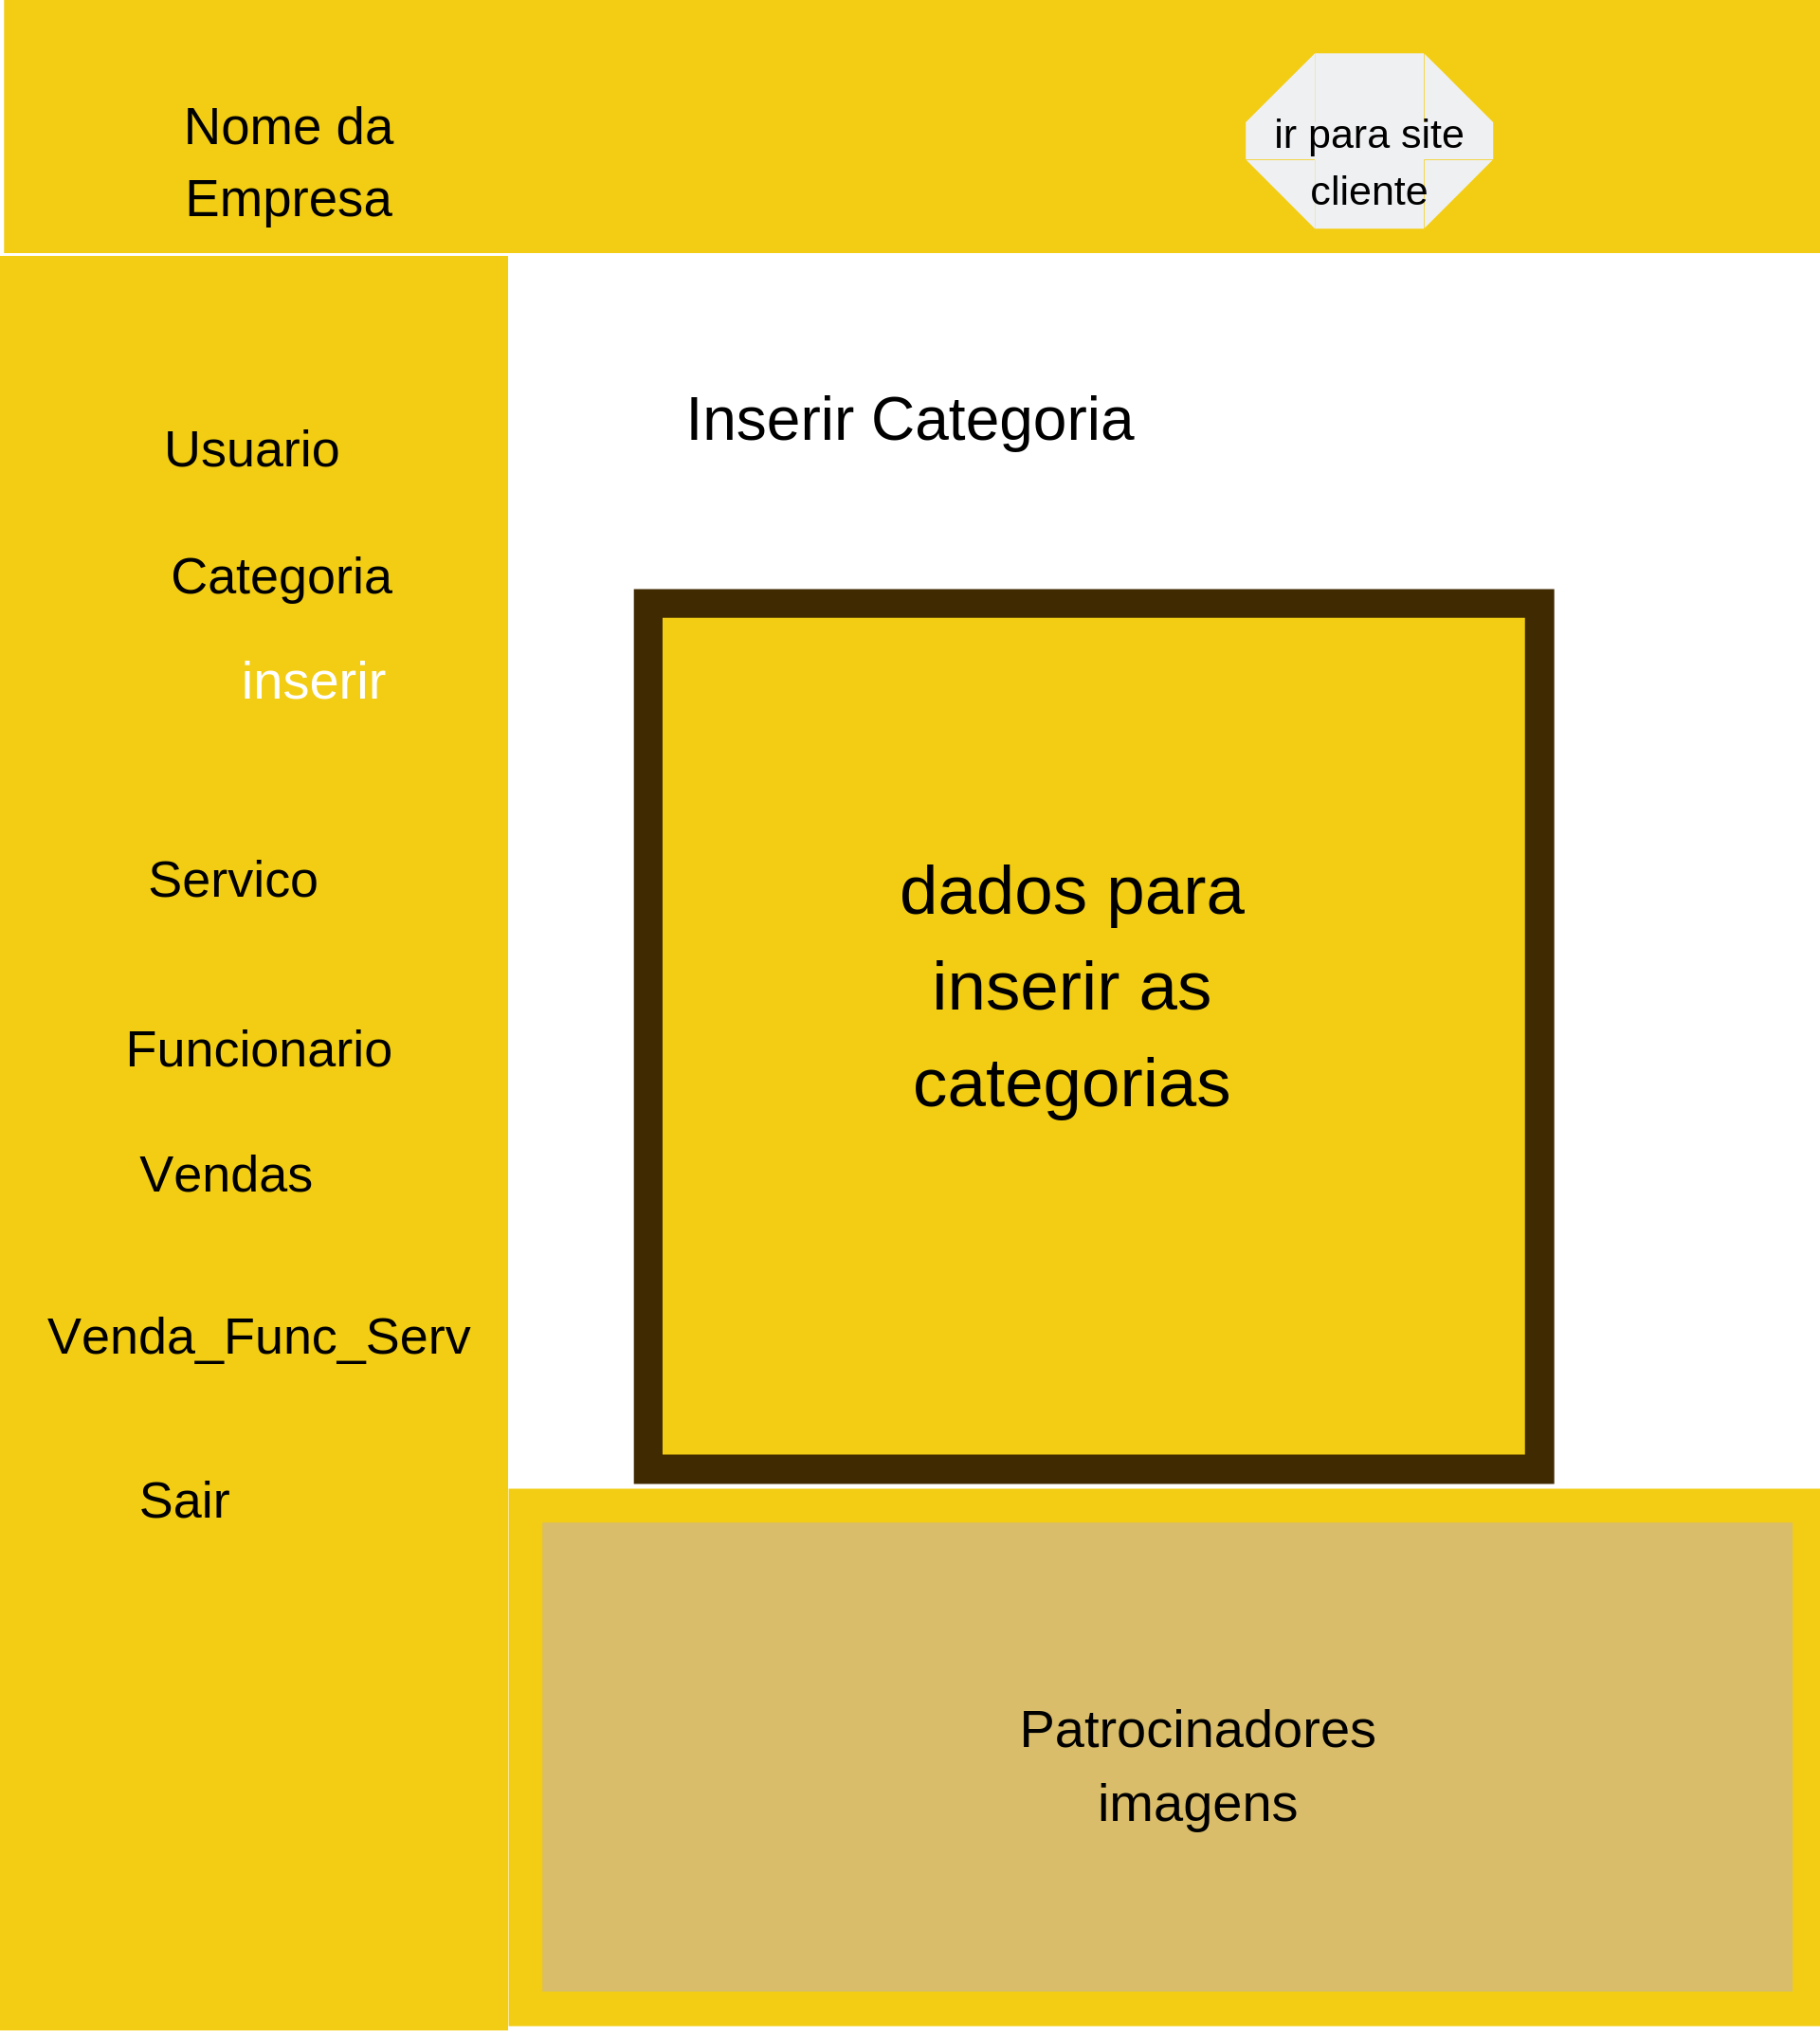 Nome da
Empresa
ir para site
cliente
Usuario
Categoria
inserir
Servico
Funcionario
Vendas
Venda_Func_Serv
Sair
Inserir Categoria
dados para
inserir as
categorias
Patrocinadores
imagens